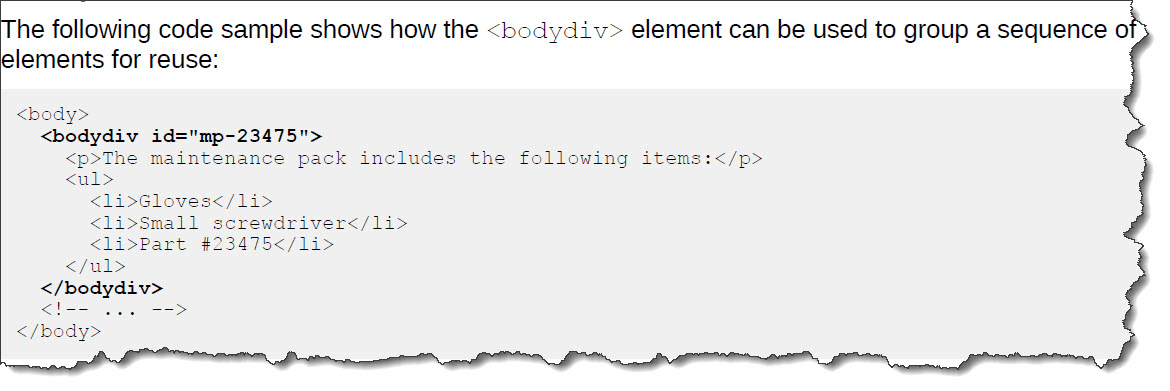 The following code sample shows how the <bodydiv> element can be used to group a sequence of
elements for reuse:
<body>
  <bodydiv id="mp-23475">
    <p>The maintenance pack includes the following items:</p>
    <ul>
      <li>Gloves</li>
      <li>Small screwdriver</li>
      <li>Part #23475</li>
    </ul>
  </bodydiv>
  <!-- ... -->
</body>